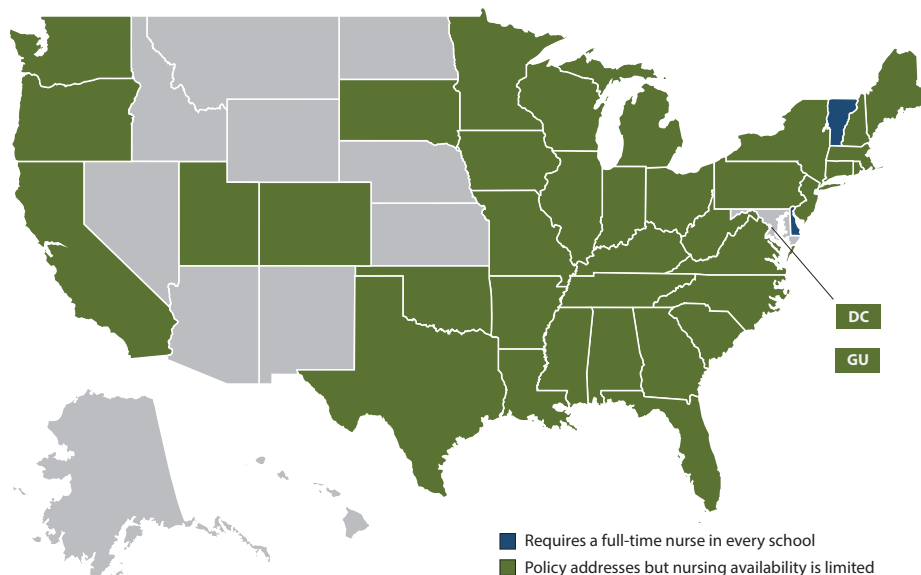 DC
GU
Requires a full-time nurse in every school
Policy addresses but nursing availability is limited